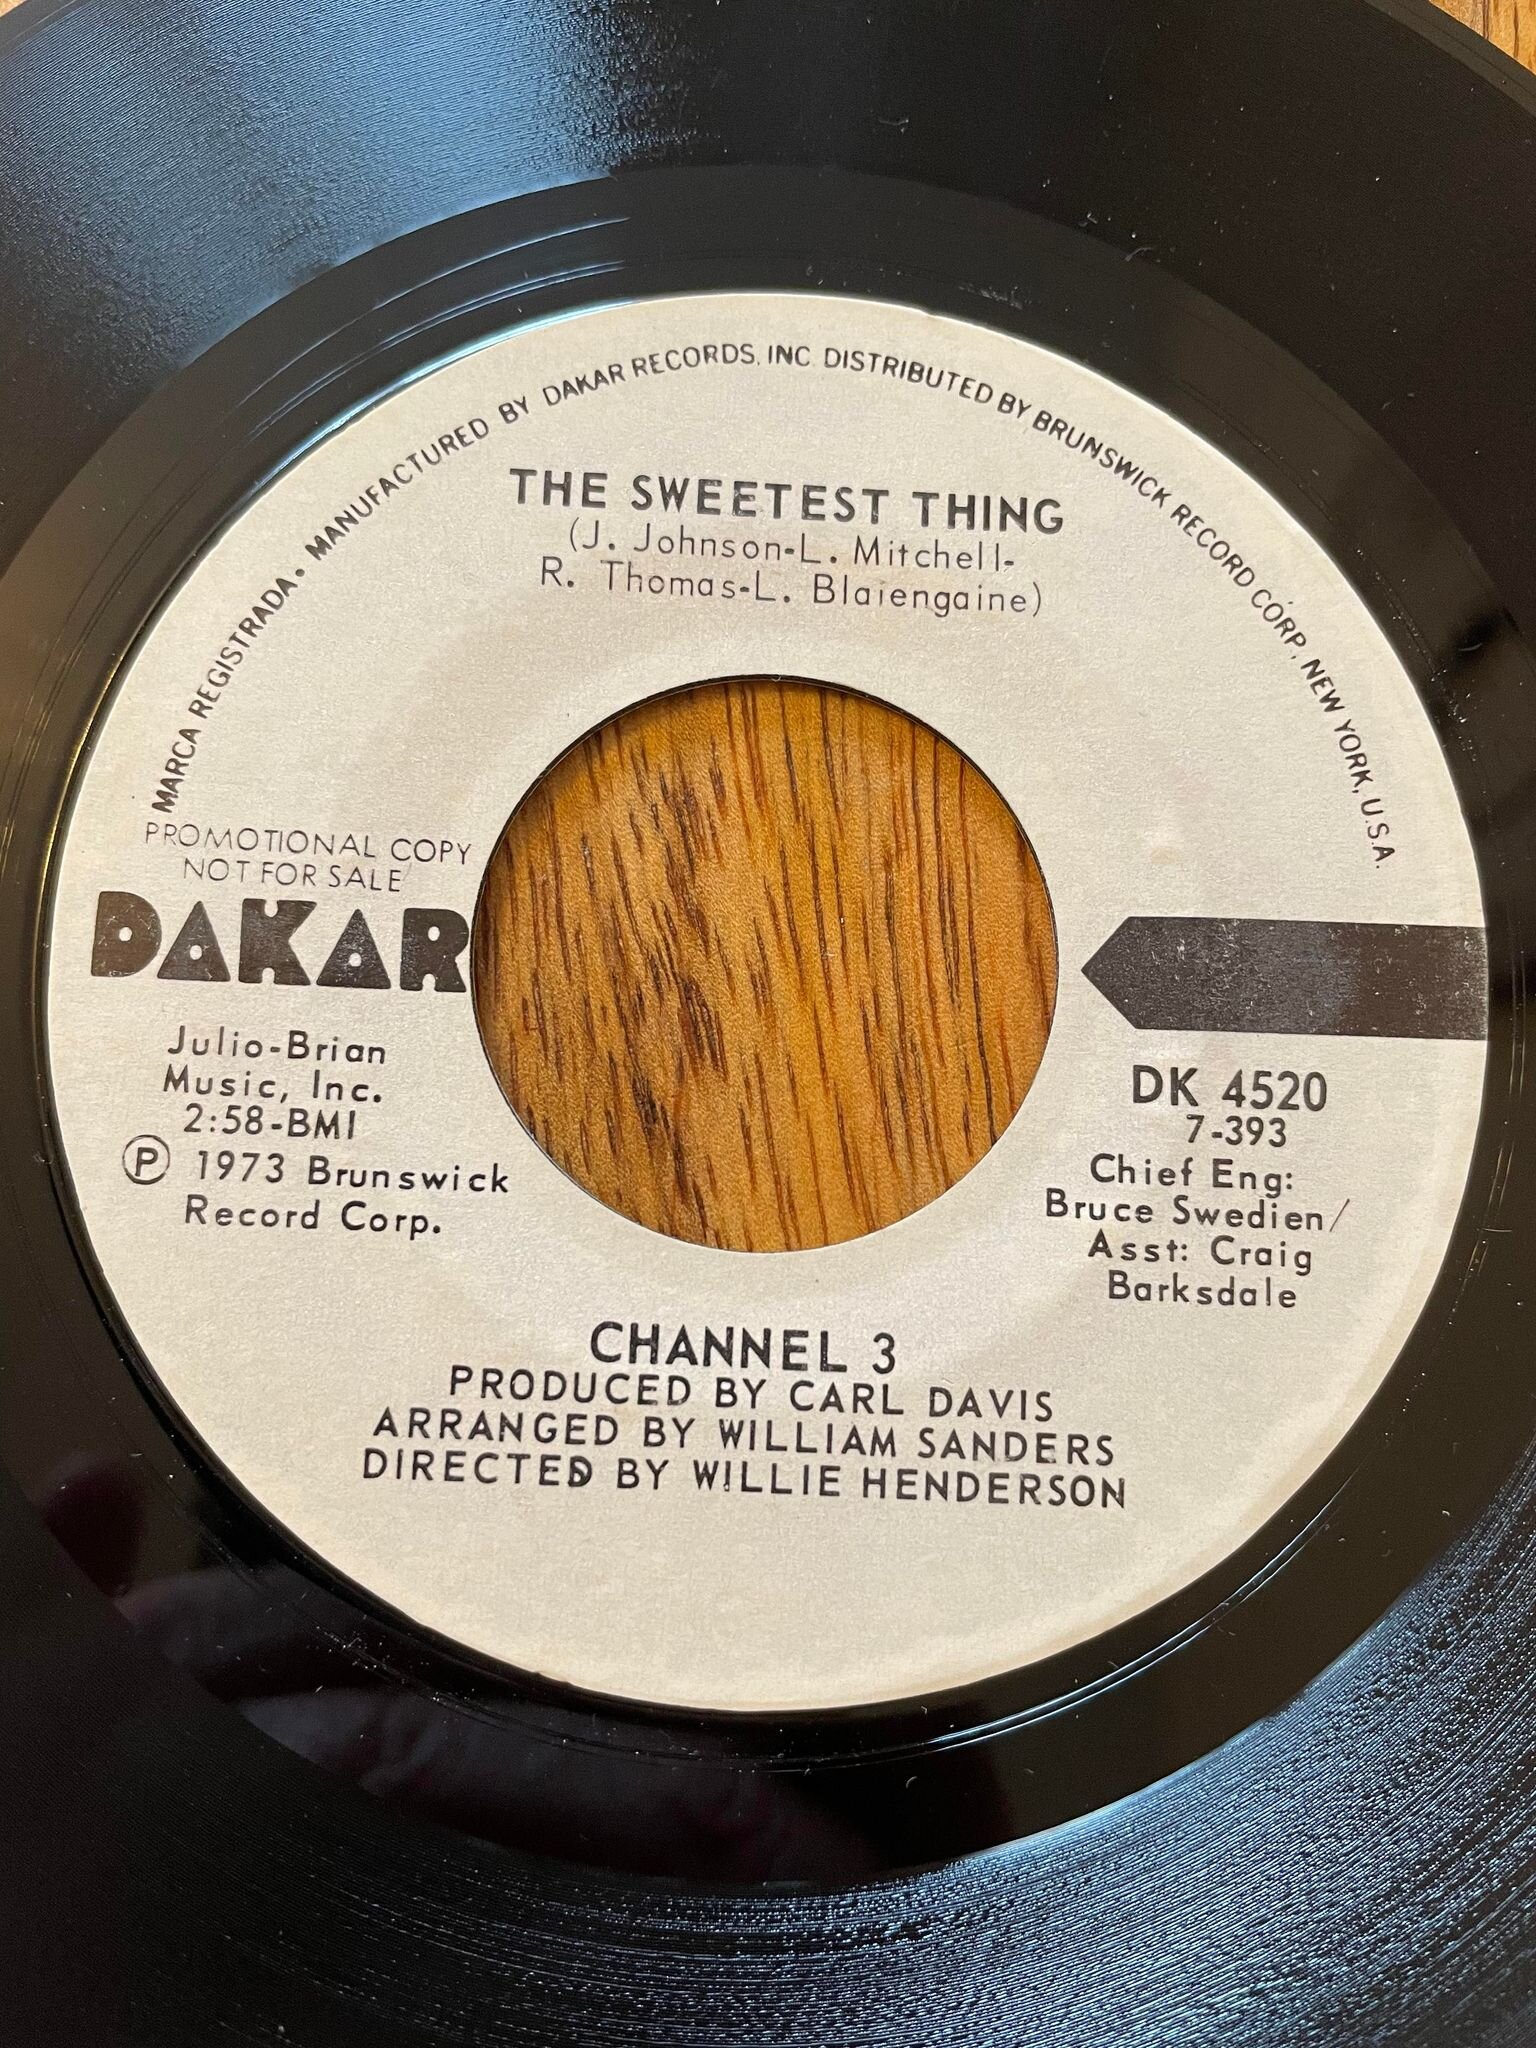 MARCA REGISTRADA • MANUFACTURED BY DAKAR RECORDS, INC. DISTRIBUTED BY BRUNSWICK RECORD CORP. NEW YORK, U.S.A.
THE SWEETEST THING
(J. Johnson-L. Mitchell-
R. Thomas-L. Blaiengaine)
PROMOTIONAL COPY
NOT FOR SALE
DAKAR
Julio-Brian
Music, Inc.
2:58-BMI
Ⓟ 1973 Brunswick
Record Corp.
DK 4520
7-393
Chief Eng:
Bruce Swedien/
Asst: Craig
Barksdale
CHANNEL 3
PRODUCED BY CARL DAVIS
ARRANGED BY WILLIAM SANDERS
DIRECTED BY WILLIE HENDERSON